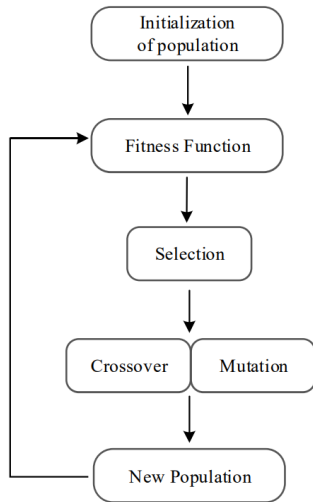 Initialization
of population
Fitness Function
Selection
Crossover
Mutation
New Population